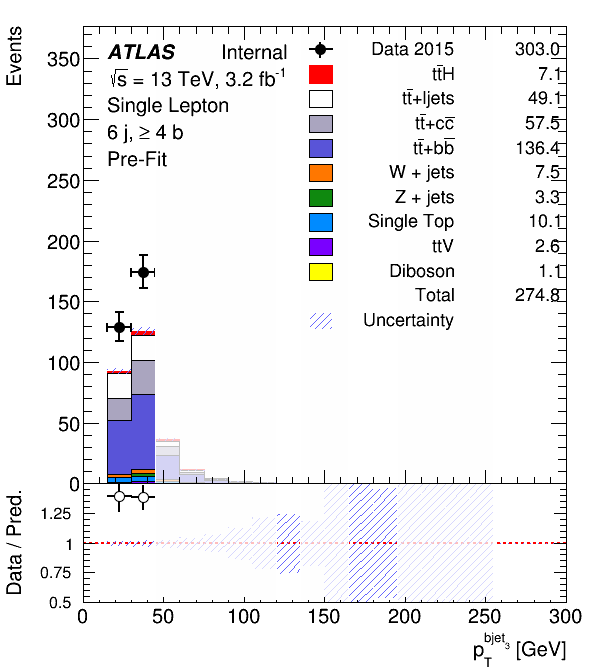 Events
350
300
250
200
150
100
50
0
ATLAS Internal
√s = 13 TeV, 3.2 fb⁻¹
Single Lepton
6 j, ≥ 4 b
Pre-Fit
Data 2015 303.0
tt̄H 7.1
tt̄+ljets 49.1
tt̄+cc̄ 57.5
tt̄+bb̄ 136.4
W + jets 7.5
Z + jets 3.3
Single Top 10.1
ttV 2.6
Diboson 1.1
Total 274.8
Uncertainty
Data / Pred.
1.25
1
0.75
0.5
0 50 100 150 200 250 300
p_T^{bjet_3} [GeV]